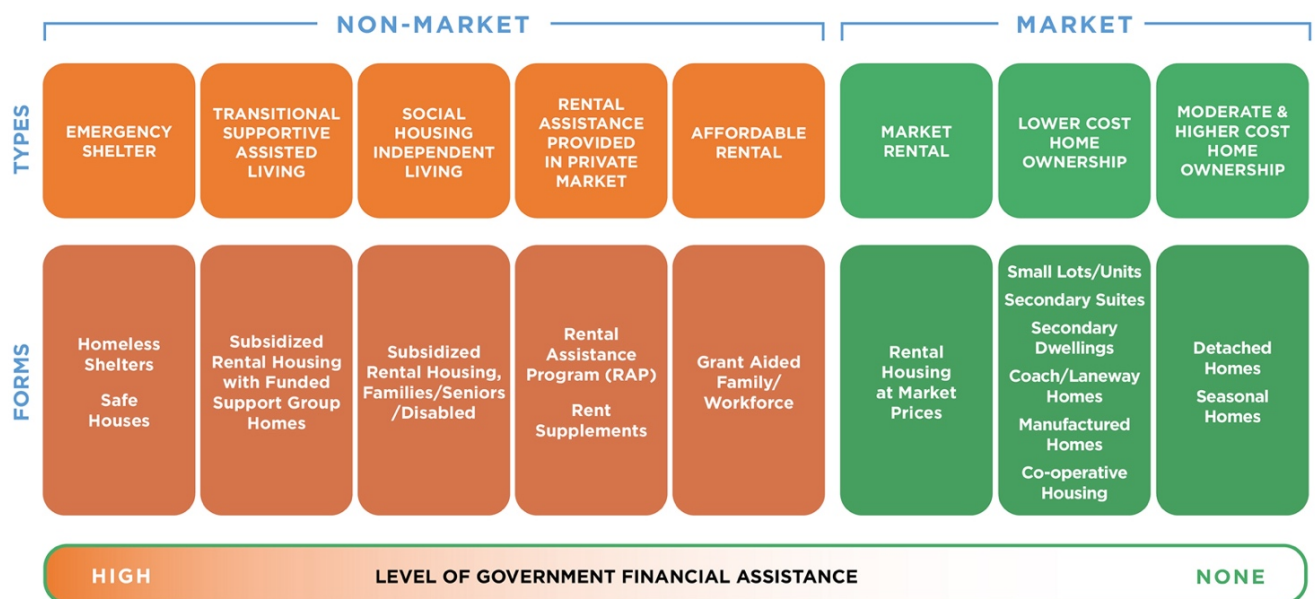 NON-MARKET
MARKET
TYPES
EMERGENCY
SHELTER
TRANSITIONAL
SUPPORTIVE
ASSISTED
LIVING
SOCIAL
HOUSING
INDEPENDENT
LIVING
RENTAL
ASSISTANCE
PROVIDED
IN PRIVATE
MARKET
AFFORDABLE
RENTAL
MARKET
RENTAL
LOWER COST
HOME
OWNERSHIP
MODERATE &
HIGHER COST
HOME
OWNERSHIP
FORMS
Homeless
Shelters
Safe
Houses
Subsidized
Rental Housing
with Funded
Support Group
Homes
Subsidized
Rental Housing,
Families/Seniors
/Disabled
Rental
Assistance
Program (RAP)
Rent
Supplements
Grant Aided
Family/
Workforce
Rental
Housing
at Market
Prices
Small Lots/Units
Secondary Suites
Secondary
Dwellings
Coach/Laneway
Homes
Manufactured
Homes
Co-operative
Housing
Detached
Homes
Seasonal
Homes
HIGH
LEVEL OF GOVERNMENT FINANCIAL ASSISTANCE
NONE